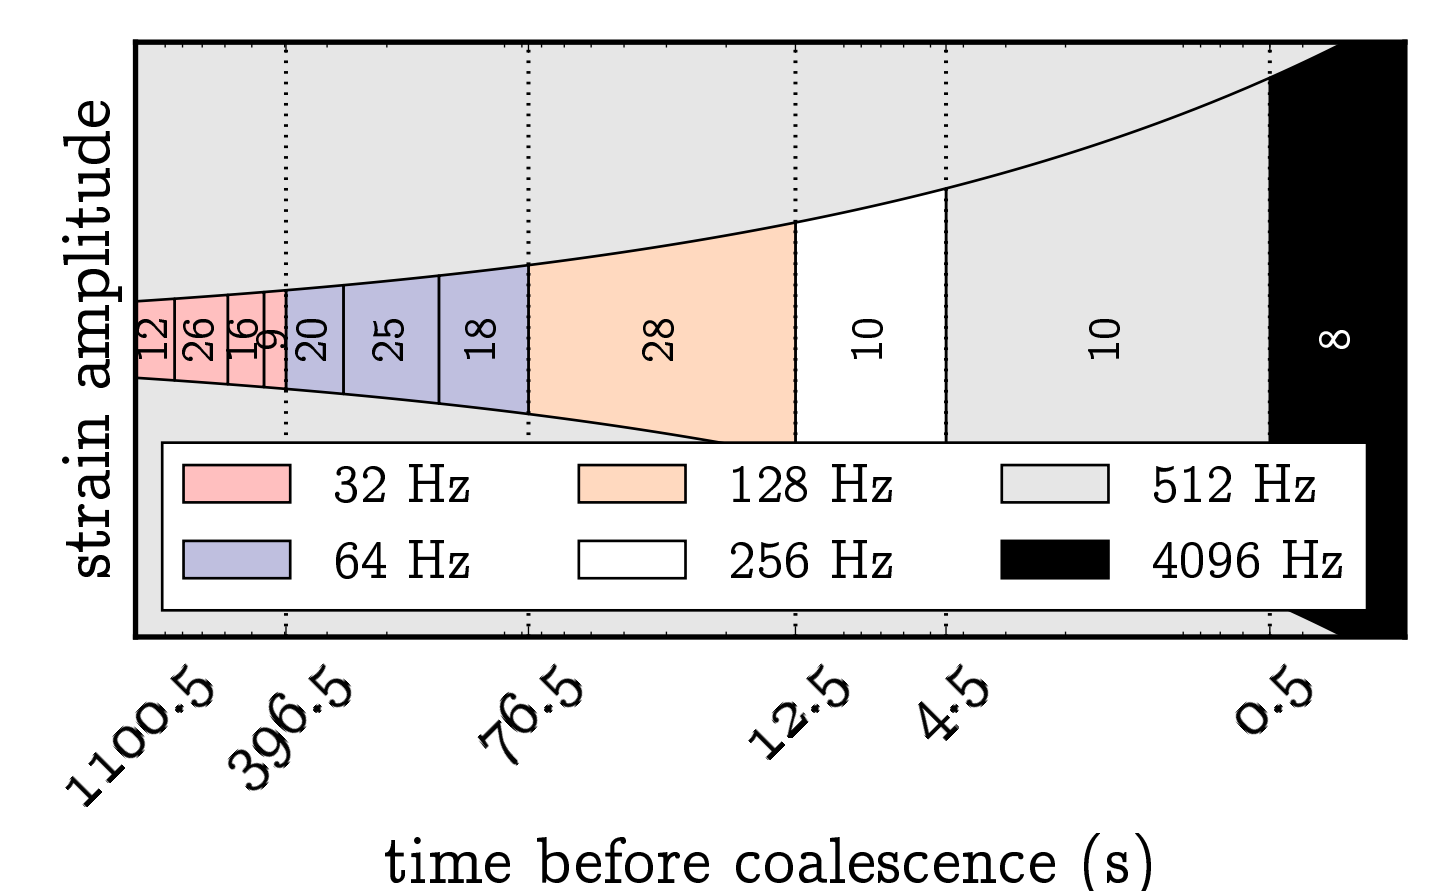 strain amplitude
12 26 16 9 20 25 18 28 10 10 8
32 Hz 128 Hz 512 Hz
64 Hz 256 Hz 4096 Hz
1100.5 396.5 76.5 12.5 4.5 0.5
time before coalescence (s)